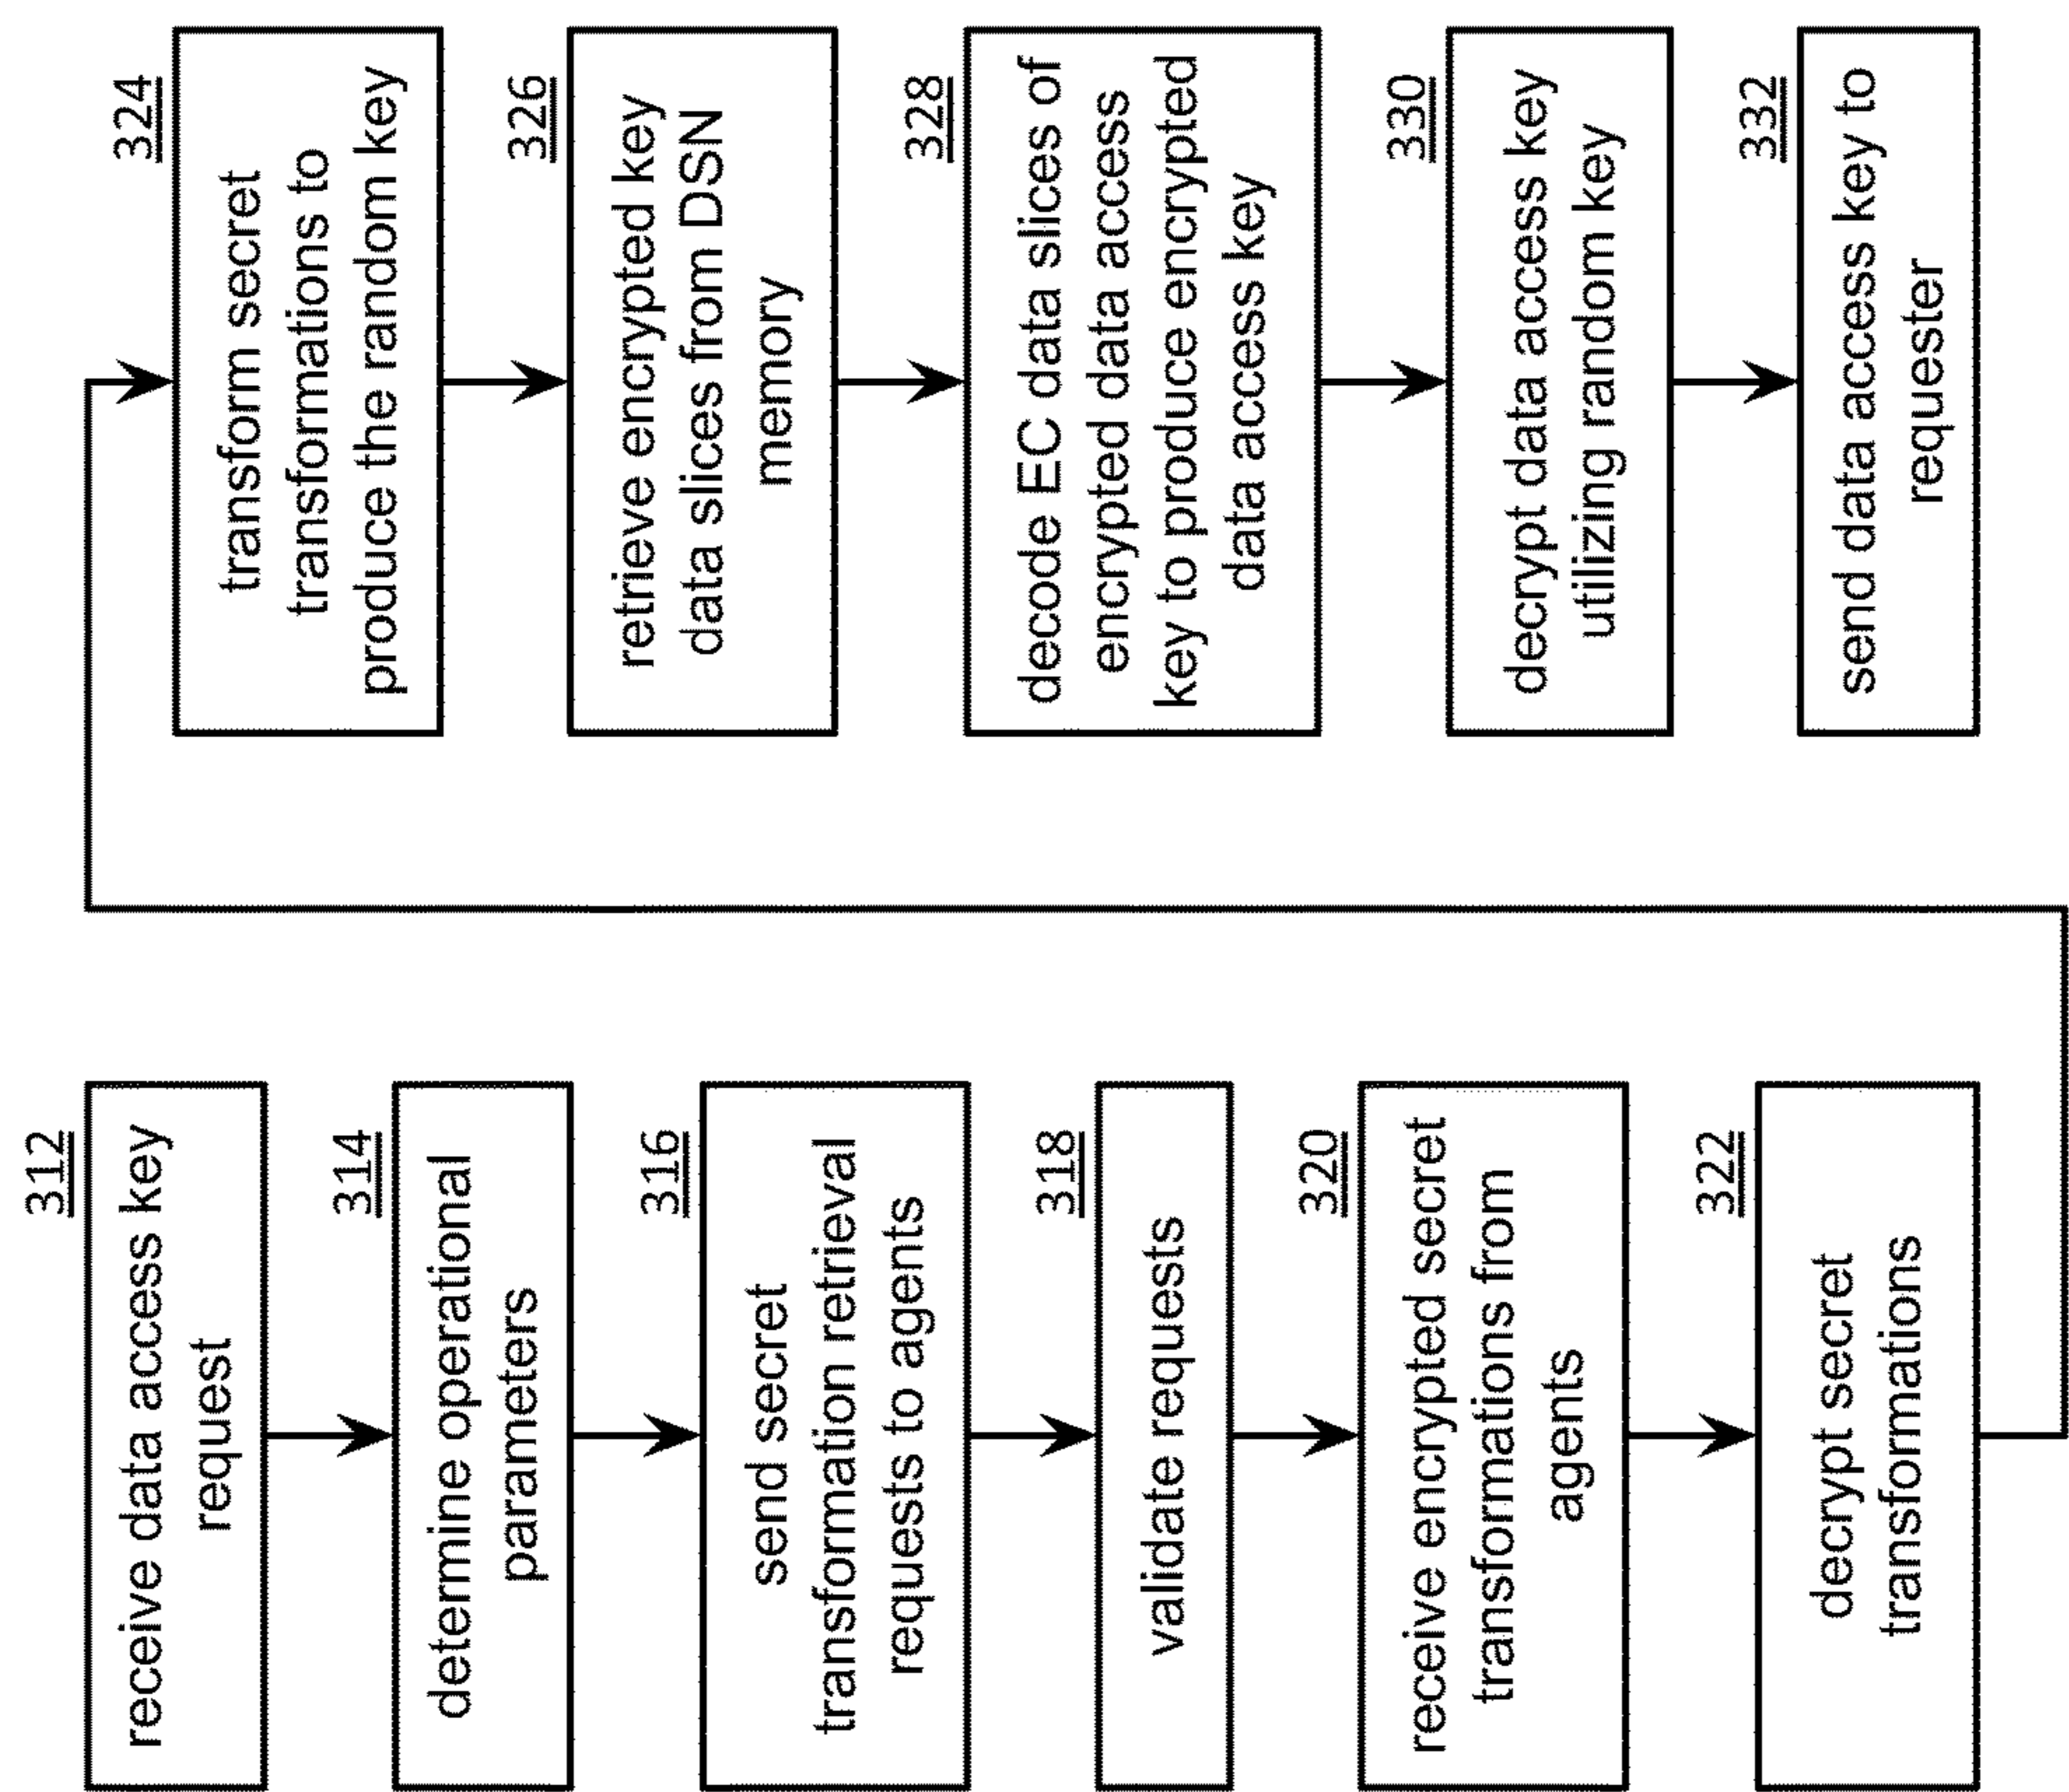 312
receive data access key
request
314
determine operational
parameters
316
send secret
transformation retrieval
requests to agents
318
validate requests
320
receive encrypted secret
transformations from
agents
322
decrypt secret
transformations
324
transform secret
transformations to
produce the random key
326
retrieve encrypted key
data slices from DSN
memory
328
decode EC data slices of
encrypted data access
key to produce encrypted
data access key
330
decrypt data access key
utilizing random key
332
send data access key to
requester